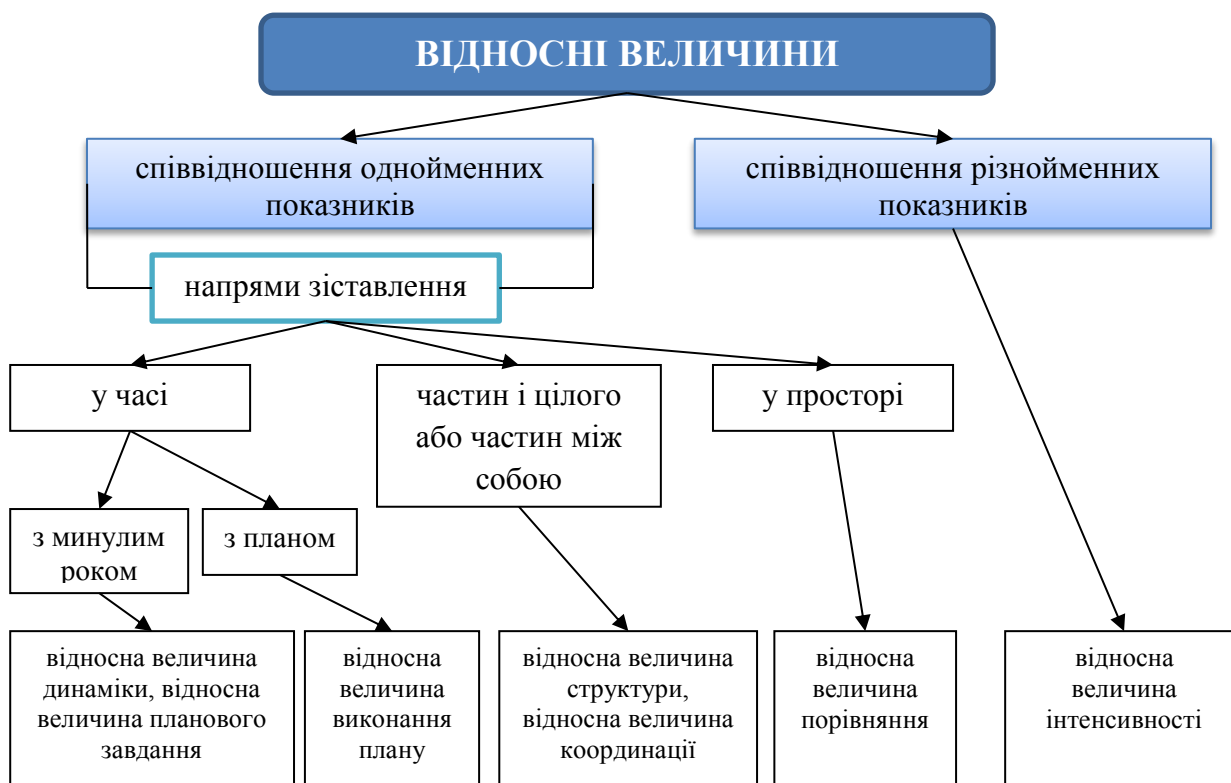 ВІДНОСНІ ВЕЛИЧИНИ
співвідношення однойменних
показників
співвідношення різнойменних
показників
напрями зіставлення
у часі
частин і цілого
або частин між
собою
у просторі
з минулим
роком
з планом
відносна величина
динаміки, відносна
величина планового
завдання
відносна
величина
виконання
плану
відносна величина
структури,
відносна величина
координації
відносна
величина
порівняння
відносна
величина
інтенсивності